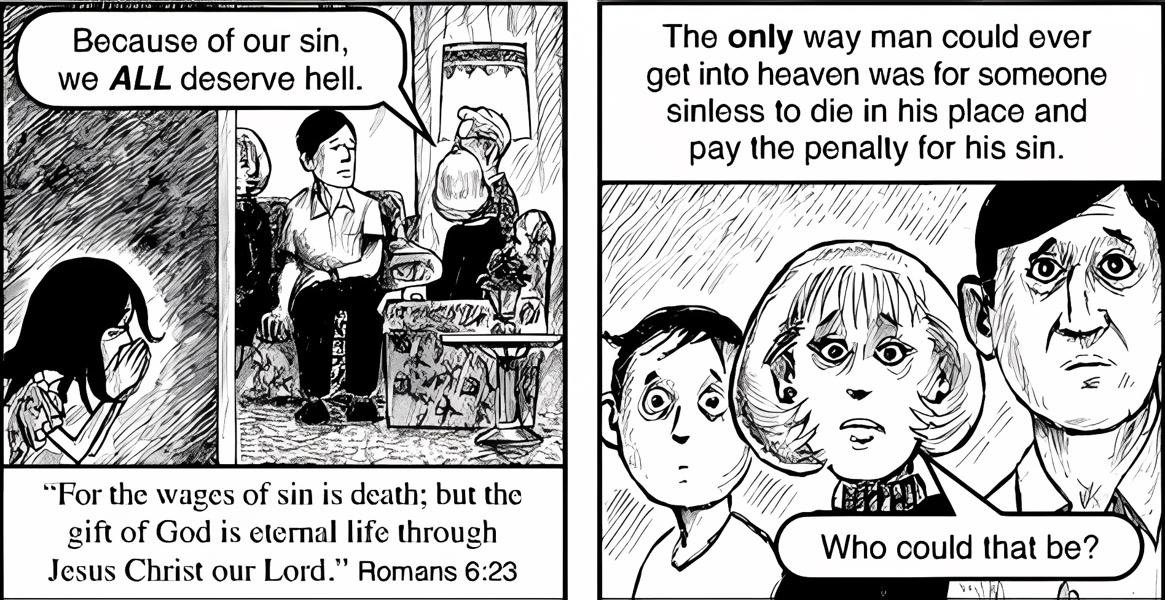 Because of our sin,
we ALL deserve hell.
“For the wages of sin is death; but the
gift of God is eternal life through
Jesus Christ our Lord.” Romans 6:23
The only way man could ever
get into heaven was for someone
sinless to die in his place and
pay the penalty for his sin.
Who could that be?